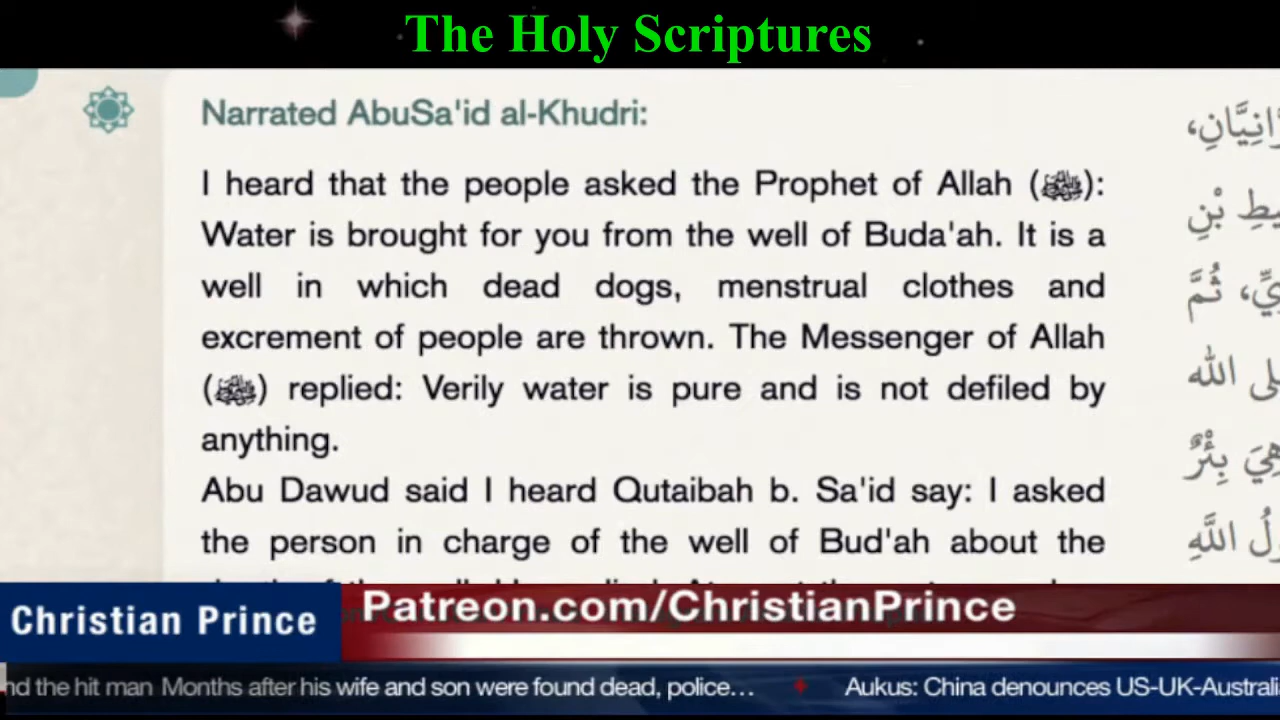 The Holy Scriptures
Narrated AbuSa'id al-Khudri:
I heard that the people asked the Prophet of Allah (ﷺ):
Water is brought for you from the well of Buda'ah. It is a
well in which dead dogs, menstrual clothes and
excrement of people are thrown. The Messenger of Allah
(ﷺ) replied: Verily water is pure and is not defiled by
anything.
Abu Dawud said I heard Qutaibah b. Sa'id say: I asked
the person in charge of the well of Bud'ah about the
بْنِ
ثُمَّ
الله
هِيَ بِئْرُ
اللَّهِ
Christian Prince
Patreon.com/ChristianPrince
nd the hit man Months after his wife and son were found dead, police... Aukus: China denounces US-UK-Australi